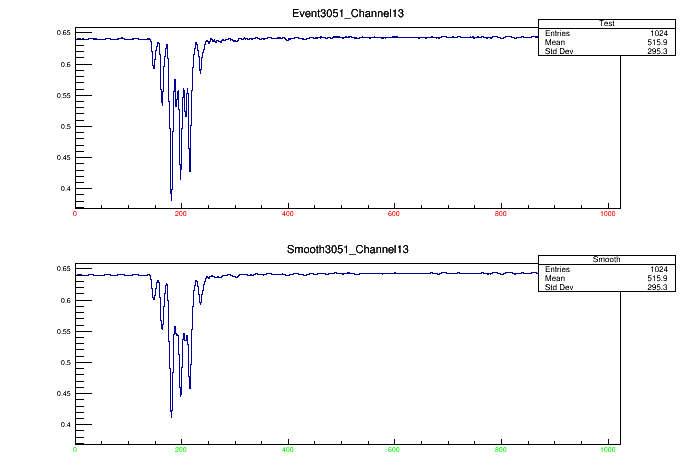 Event3051_Channel13
Test
Entries 1024
Mean 515.9
Std Dev 295.3
0.65
0.6
0.55
0.5
0.45
0.4
0 200 400 600 800 1000
Smooth3051_Channel13
Smooth
Entries 1024
Mean 515.9
Std Dev 295.3
0.65
0.6
0.55
0.5
0.45
0.4
0 200 400 600 800 1000